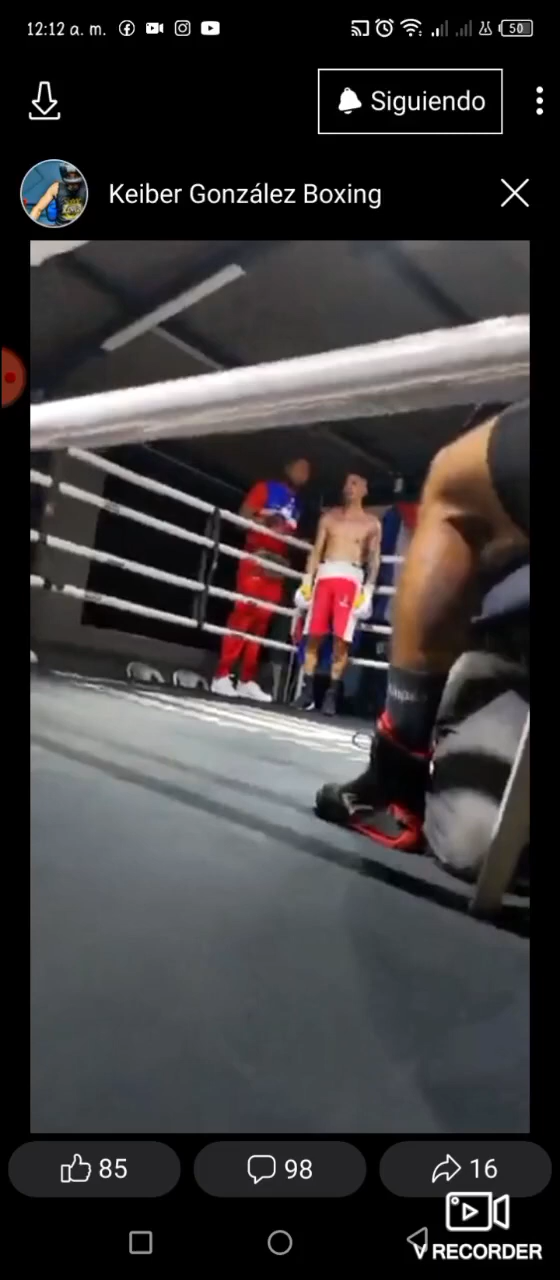 12:12 a. m.
50
Siguiendo
Keiber González Boxing
85
98
16
V RECORDER